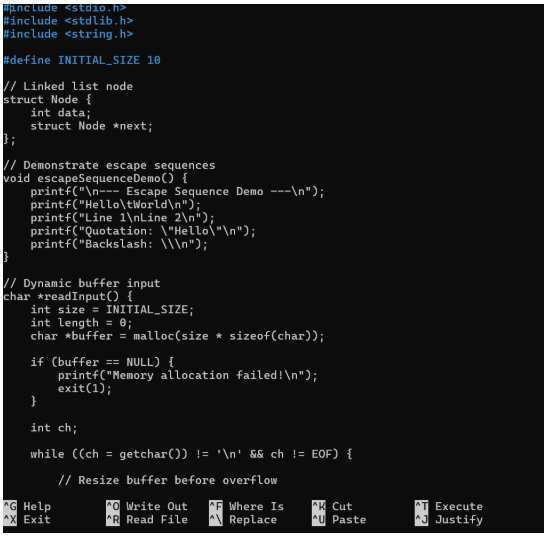 #include <stdio.h>
#include <stdlib.h>
#include <string.h>

#define INITIAL_SIZE 10

// Linked list node
struct Node {
    int data;
    struct Node *next;
};

// Demonstrate escape sequences
void escapeSequenceDemo() {
    printf("\n--- Escape Sequence Demo ---\n");
    printf("Hello\tWorld\n");
    printf("Line 1\nLine 2\n");
    printf("Quotation: \"Hello\"\n");
    printf("Backslash: \\\n");
}

// Dynamic buffer input
char *readInput() {
    int size = INITIAL_SIZE;
    int length = 0;
    char *buffer = malloc(size * sizeof(char));

    if (buffer == NULL) {
        printf("Memory allocation failed!\n");
        exit(1);
    }

    int ch;

    while ((ch = getchar()) != '\n' && ch != EOF) {

        // Resize buffer before overflow

^G Help ^O Write Out ^F Where Is ^K Cut ^T Execute
^X Exit ^R Read File ^\ Replace ^U Paste ^J Justify